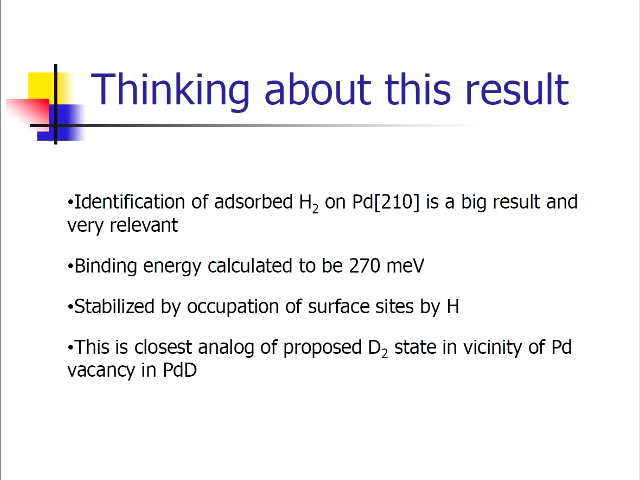 Thinking about this result
•Identification of adsorbed H₂ on Pd[210] is a big result and
very relevant
•Binding energy calculated to be 270 meV
•Stabilized by occupation of surface sites by H
•This is closest analog of proposed D₂ state in vicinity of Pd
vacancy in PdD